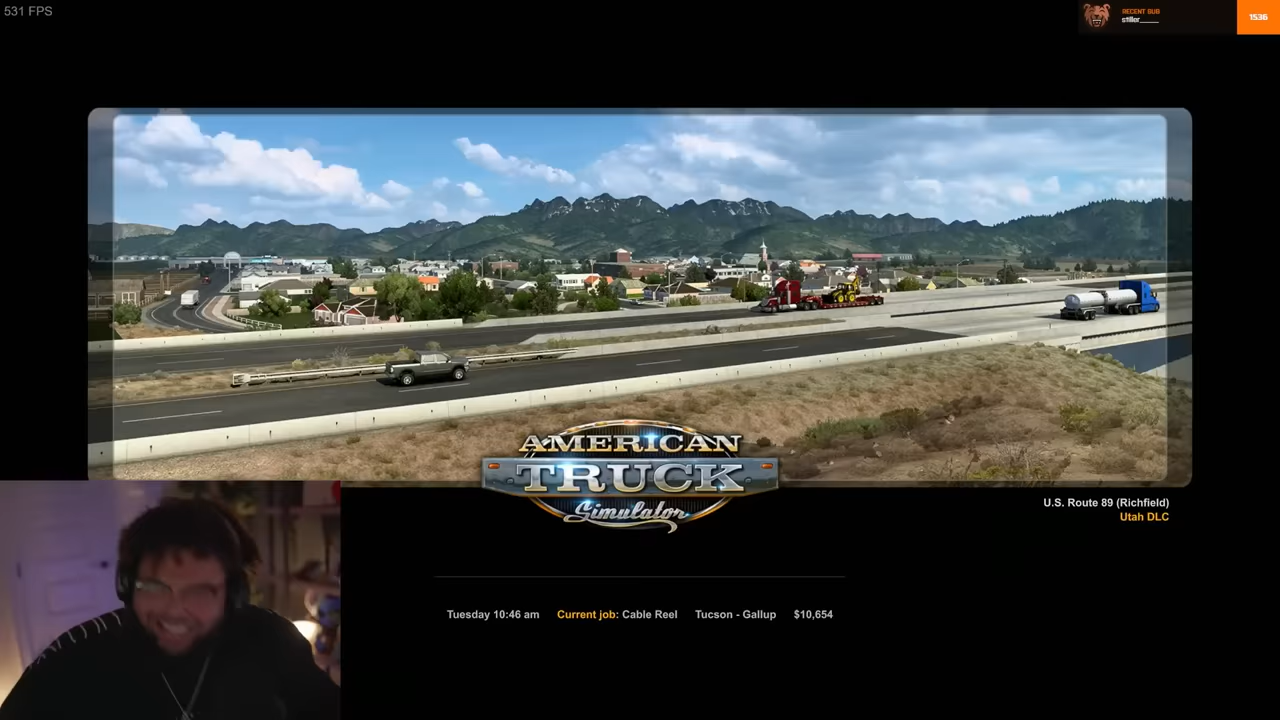 531 FPS
RECENT SUB
stiller_____
1536
AMERICAN
TRUCK
Simulator
U.S. Route 89 (Richfield)
Utah DLC
Tuesday 10:46 am Current job: Cable Reel Tucson - Gallup $10,654